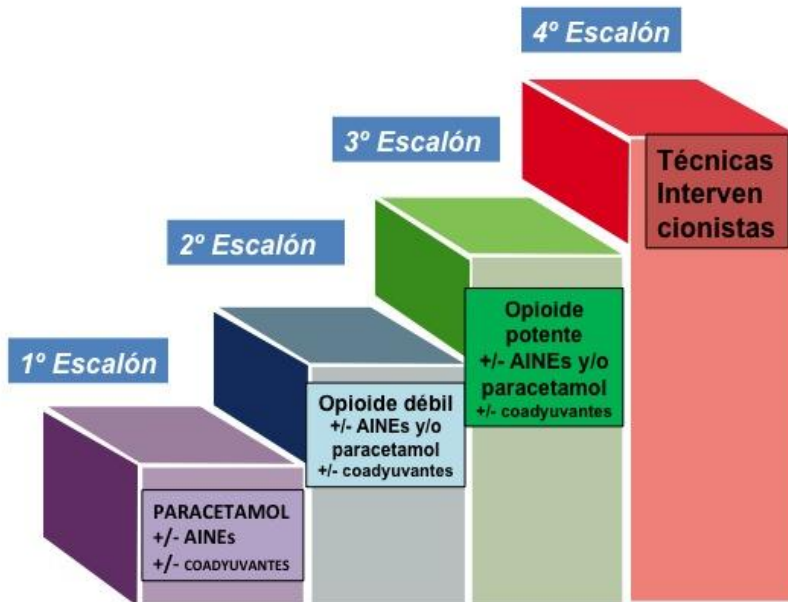 4º Escalón
Técnicas
Interven
cionistas
3º Escalón
Opioide
potente
+/- AINEs y/o
paracetamol
+/- coadyuvantes
2º Escalón
Opioide débil
+/- AINEs y/o
paracetamol
+/- coadyuvantes
1º Escalón
PARACETAMOL
+/- AINEs
+/- COADYUVANTES